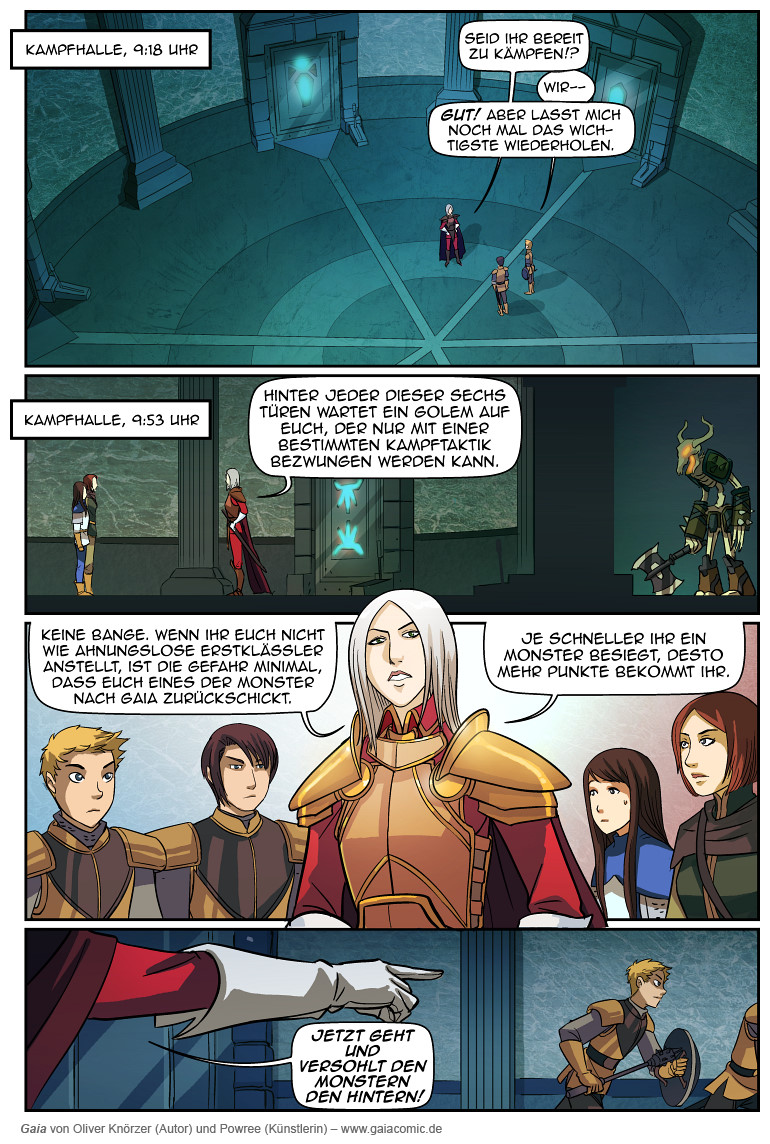 KAMPFHALLE, 9:18 UHR
SEID IHR BEREIT
ZU KÄMPFEN!?
WIR--
GUT! ABER LASST MICH
NOCH MAL DAS WICH-
TIGSTE WIEDERHOLEN.
KAMPFHALLE, 9:53 UHR
HINTER JEDER DIESER SECHS
TÜREN WARTET EIN GOLEM AUF
EUCH, DER NUR MIT EINER
BESTIMMTEN KAMPFTAKTIK
BEZWUNGEN WERDEN KANN.
KEINE BANGE. WENN IHR EUCH NICHT
WIE AHNUNGSLOSE ERSTKLÄSSLER
ANSTELLT, IST DIE GEFAHR MINIMAL,
DASS EUCH EINES DER MONSTER
NACH GAIA ZURÜCKSCHICKT.
JE SCHNELLER IHR EIN
MONSTER BESIEGT, DESTO
MEHR PUNKTE BEKOMMT IHR.
JETZT GEHT
UND
VERSOHLT DEN
MONSTERN
DEN HINTERN!
Gaia von Oliver Knörzer (Autor) und Powree (Künstlerin) – www.gaiacomic.de